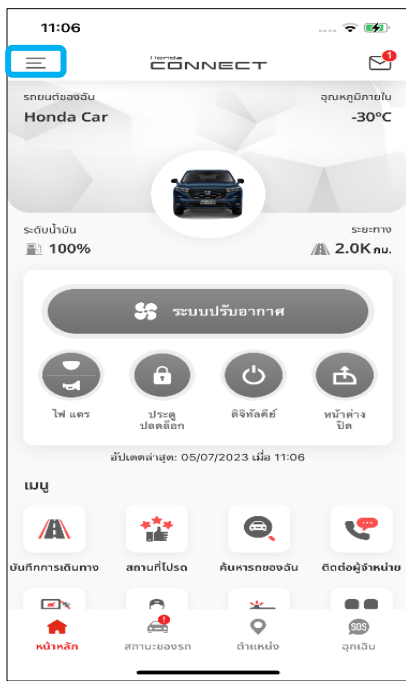 11:06
Honda
CONNECT
1
รถยนต์ของฉัน
อุณหภูมิภายใน
Honda Car
-30°C
ระดับน้ำมัน
ระยะทาง
100%
2.0K กม.
ระบบปรับอากาศ
ไฟ แตร
ประตู
ปลดล็อก
ดิจิทัลคีย์
หน้าต่าง
ปิด
อัปเดตล่าสุด: 05/07/2023 เมื่อ 11:06
เมนู
บันทึกการเดินทาง
สถานที่โปรด
ค้นหารถของฉัน
ติดต่อผู้จำหน่าย
หน้าหลัก
สถานะของรถ
ตำแหน่ง
SOS
ฉุกเฉิน